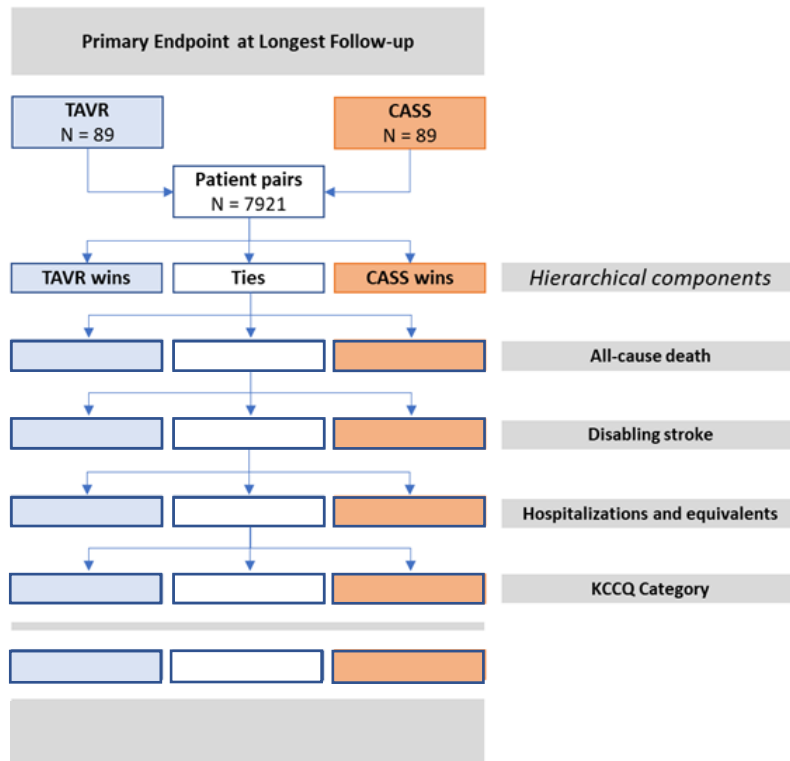 Primary Endpoint at Longest Follow-up
TAVR
N = 89
CASS
N = 89
Patient pairs
N = 7921
TAVR wins
Ties
CASS wins
Hierarchical components
All-cause death
Disabling stroke
Hospitalizations and equivalents
KCCQ Category